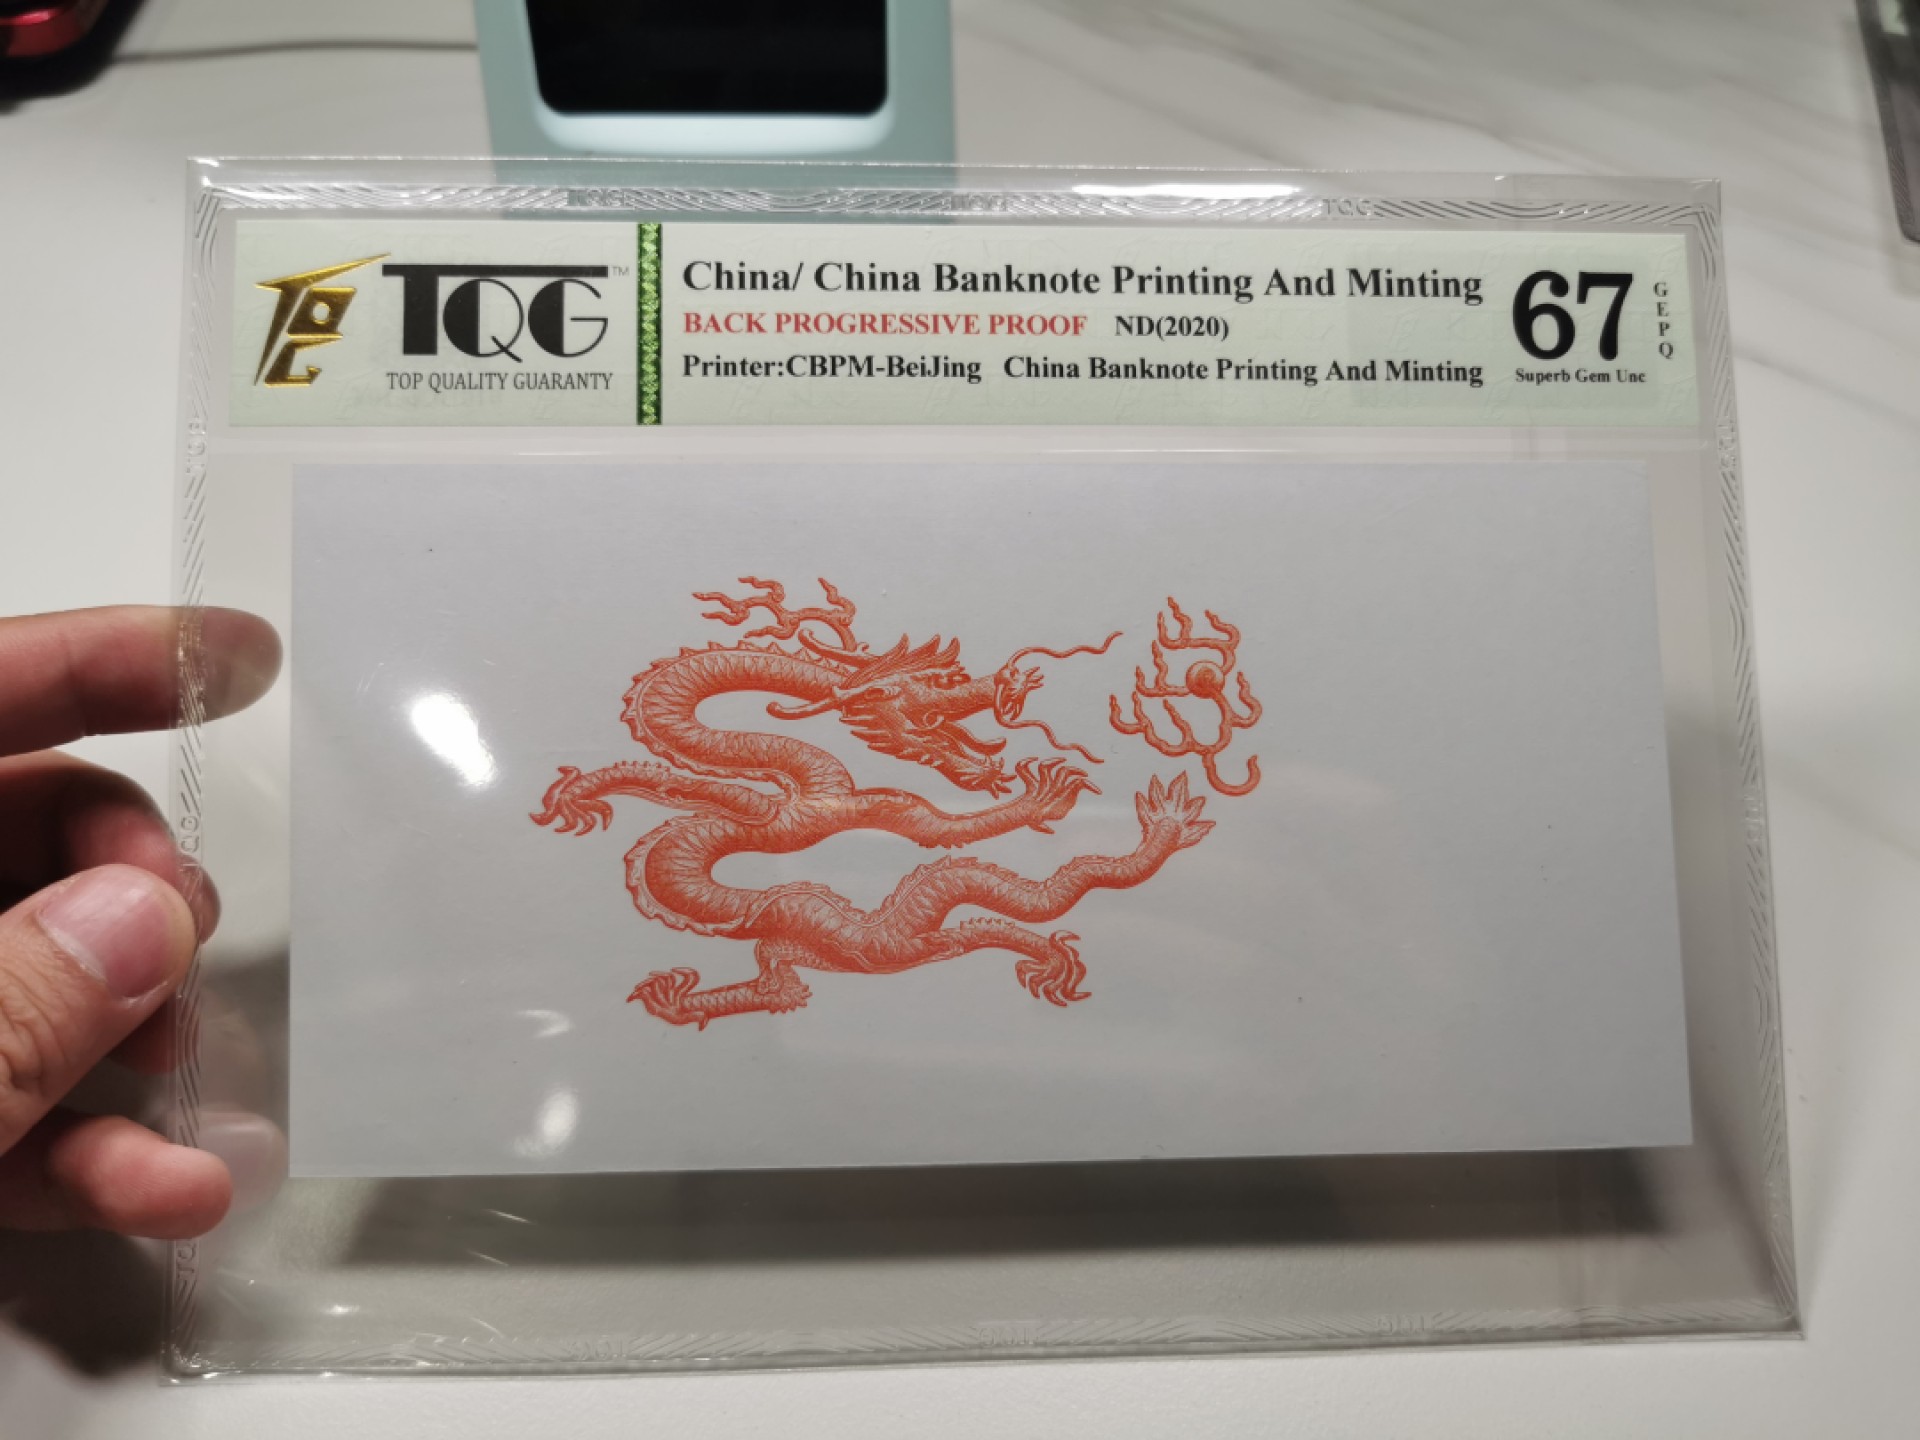 TQG™
TOP QUALITY GUARANTY
China/ China Banknote Printing And Minting
BACK PROGRESSIVE PROOF ND(2020)
Printer:CBPM-BeiJing China Banknote Printing And Minting
67
GEPQ
Superb Gem Unc
TQG